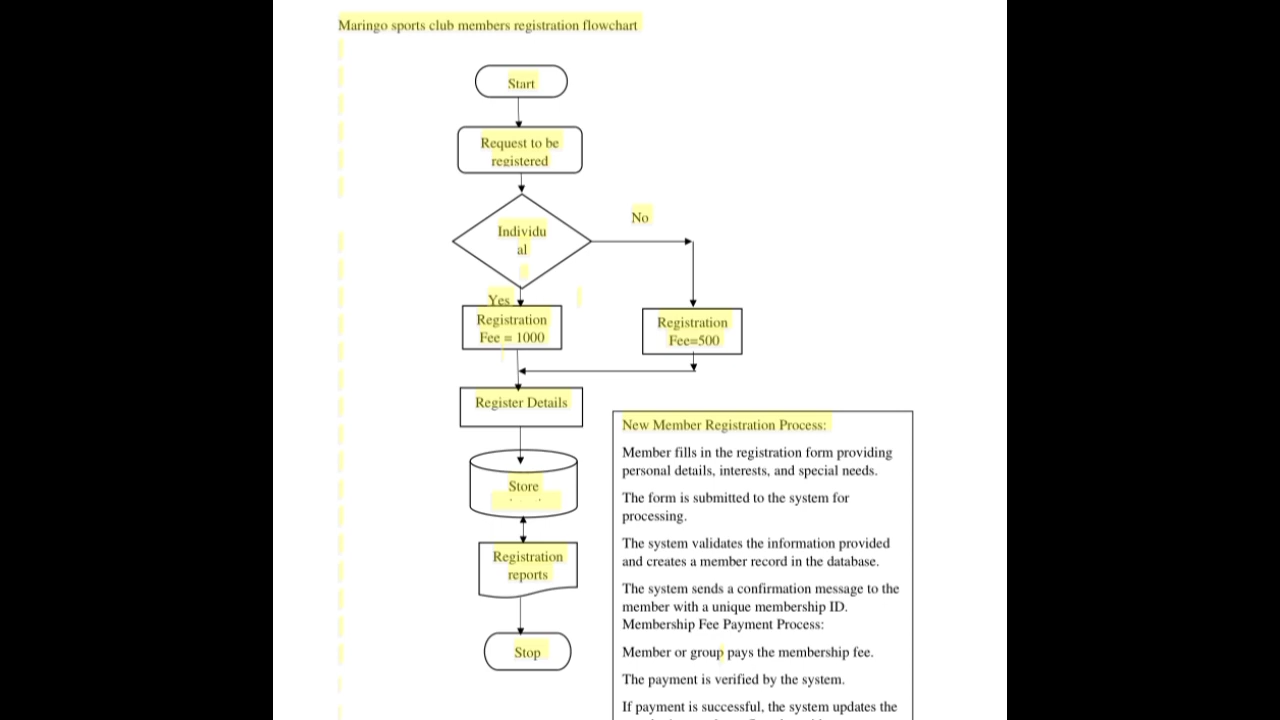 Maringo sports club members registration flowchart
Start
Request to be
registered
No
Individu
al
Yes
Registration
Fee = 1000
Registration
Fee=500
Register Details
Store
Registration
reports
Stop
New Member Registration Process:
Member fills in the registration form providing
personal details, interests, and special needs.
The form is submitted to the system for
processing.
The system validates the information provided
and creates a member record in the database.
The system sends a confirmation message to the
member with a unique membership ID.
Membership Fee Payment Process:
Member or group pays the membership fee.
The payment is verified by the system.
If payment is successful, the system updates the